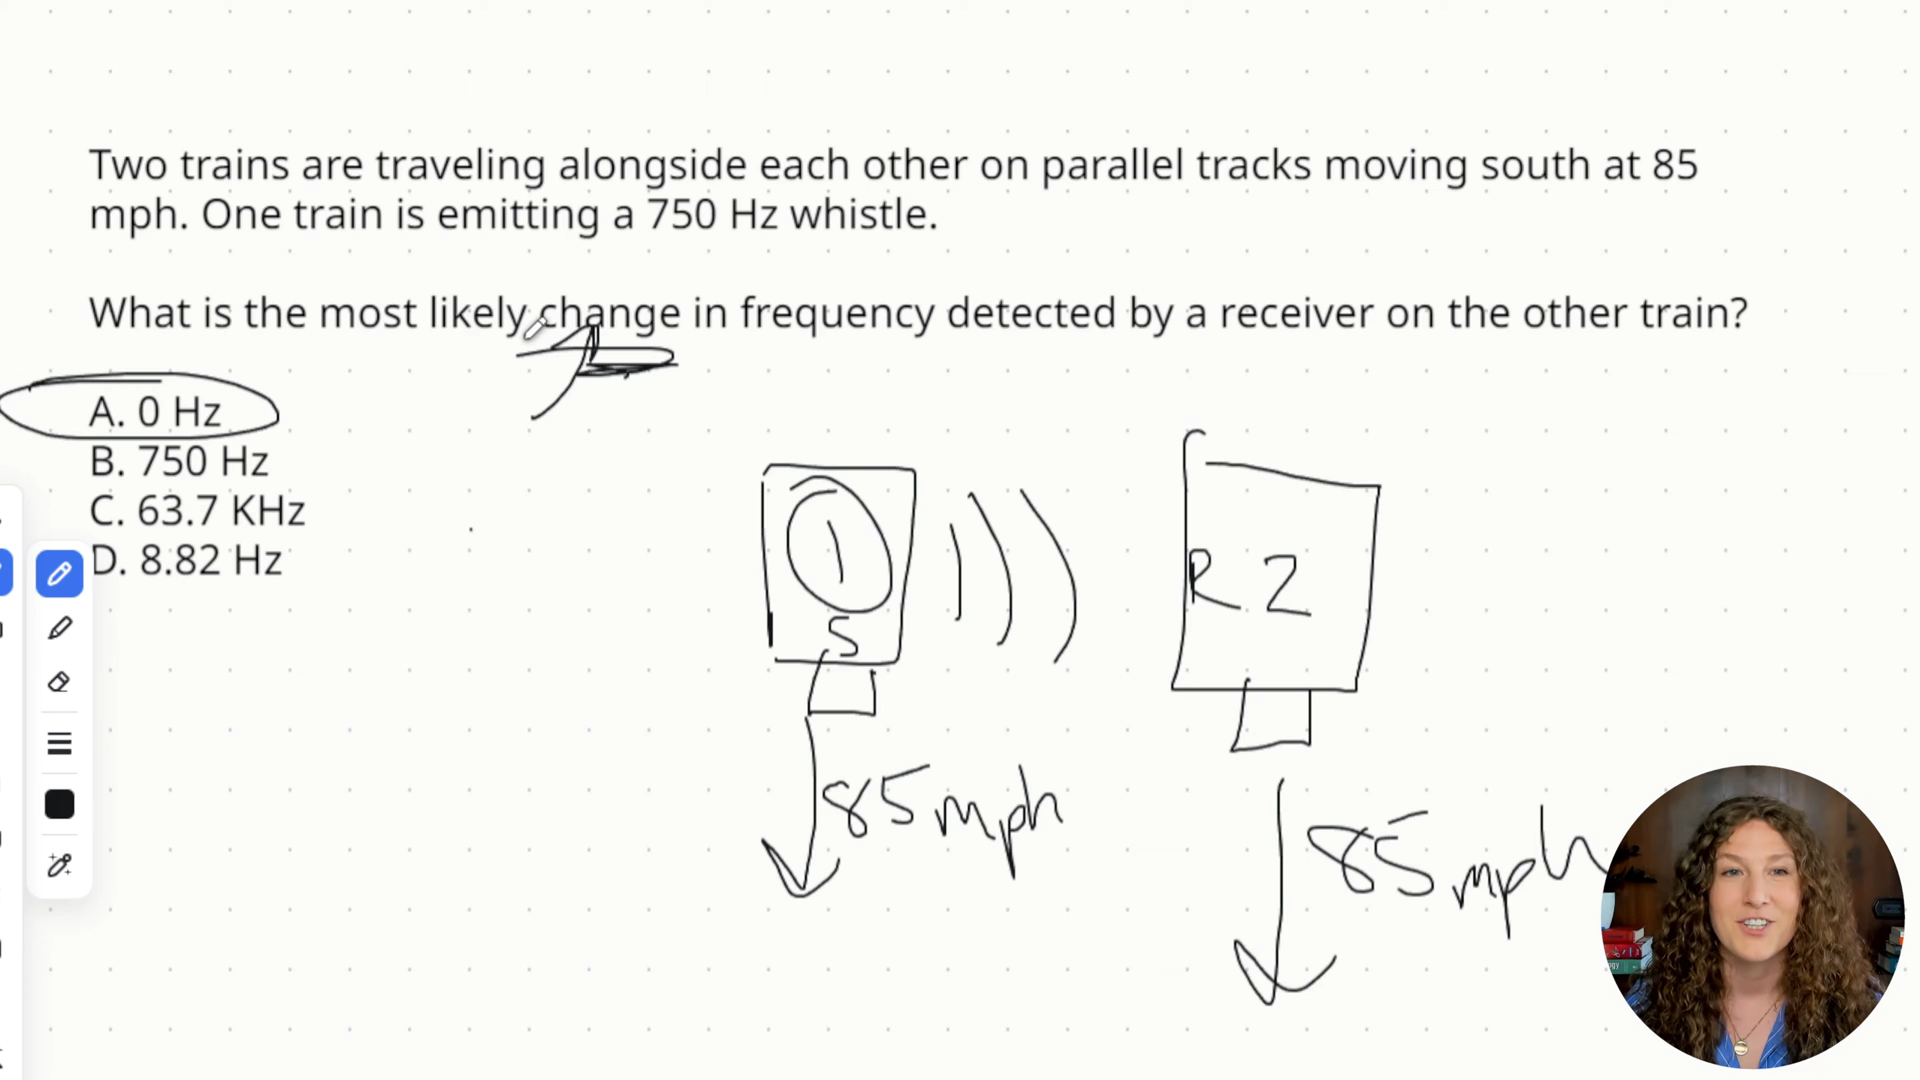 Two trains are traveling alongside each other on parallel tracks moving south at 85
mph. One train is emitting a 750 Hz whistle.
What is the most likely change in frequency detected by a receiver on the other train?
A. 0 Hz
B. 750 Hz
C. 63.7 KHz
D. 8.82 Hz
1
S
R 2
85 mph
85 mph